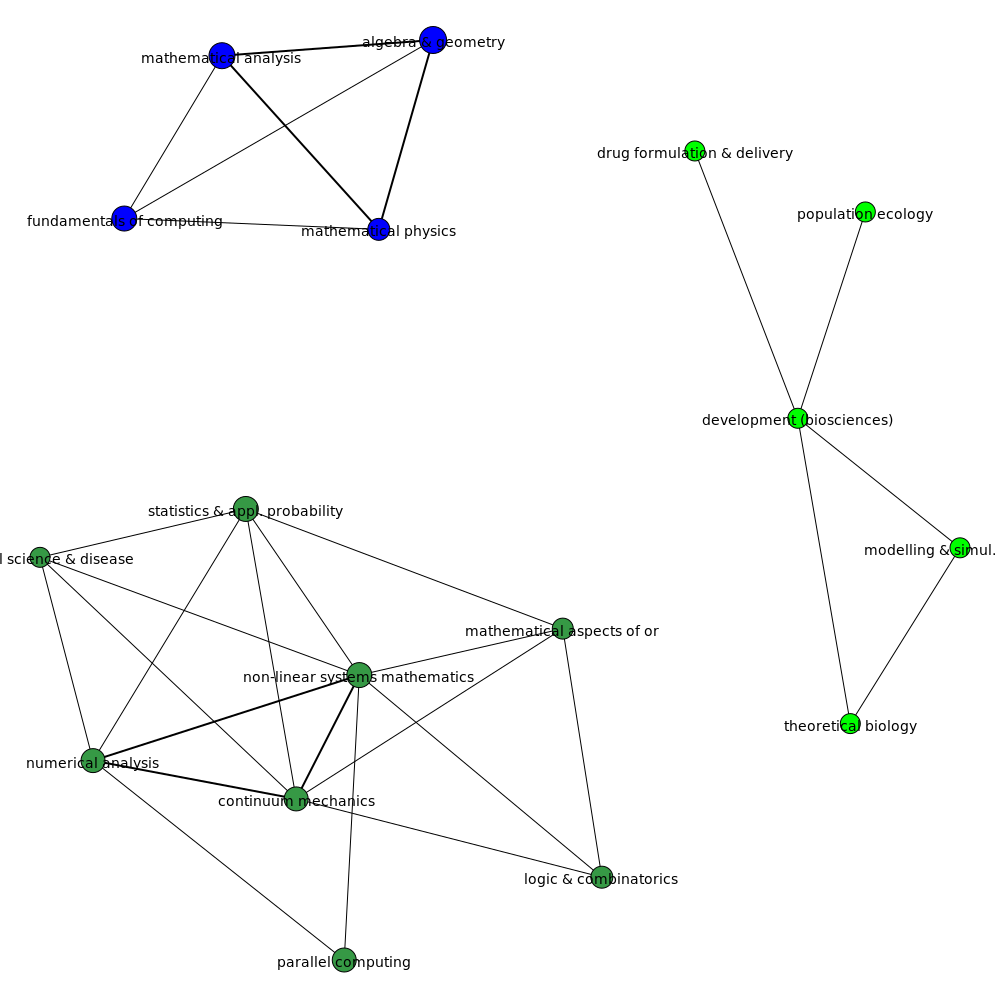 algebra & geometry
mathematical analysis
drug formulation & delivery
population ecology
fundamentals of computing
mathematical physics
development (biosciences)
statistics & appl. probability
modelling & simul.
l science & disease
mathematical aspects of or
non-linear systems mathematics
theoretical biology
numerical analysis
continuum mechanics
logic & combinatorics
parallel computing